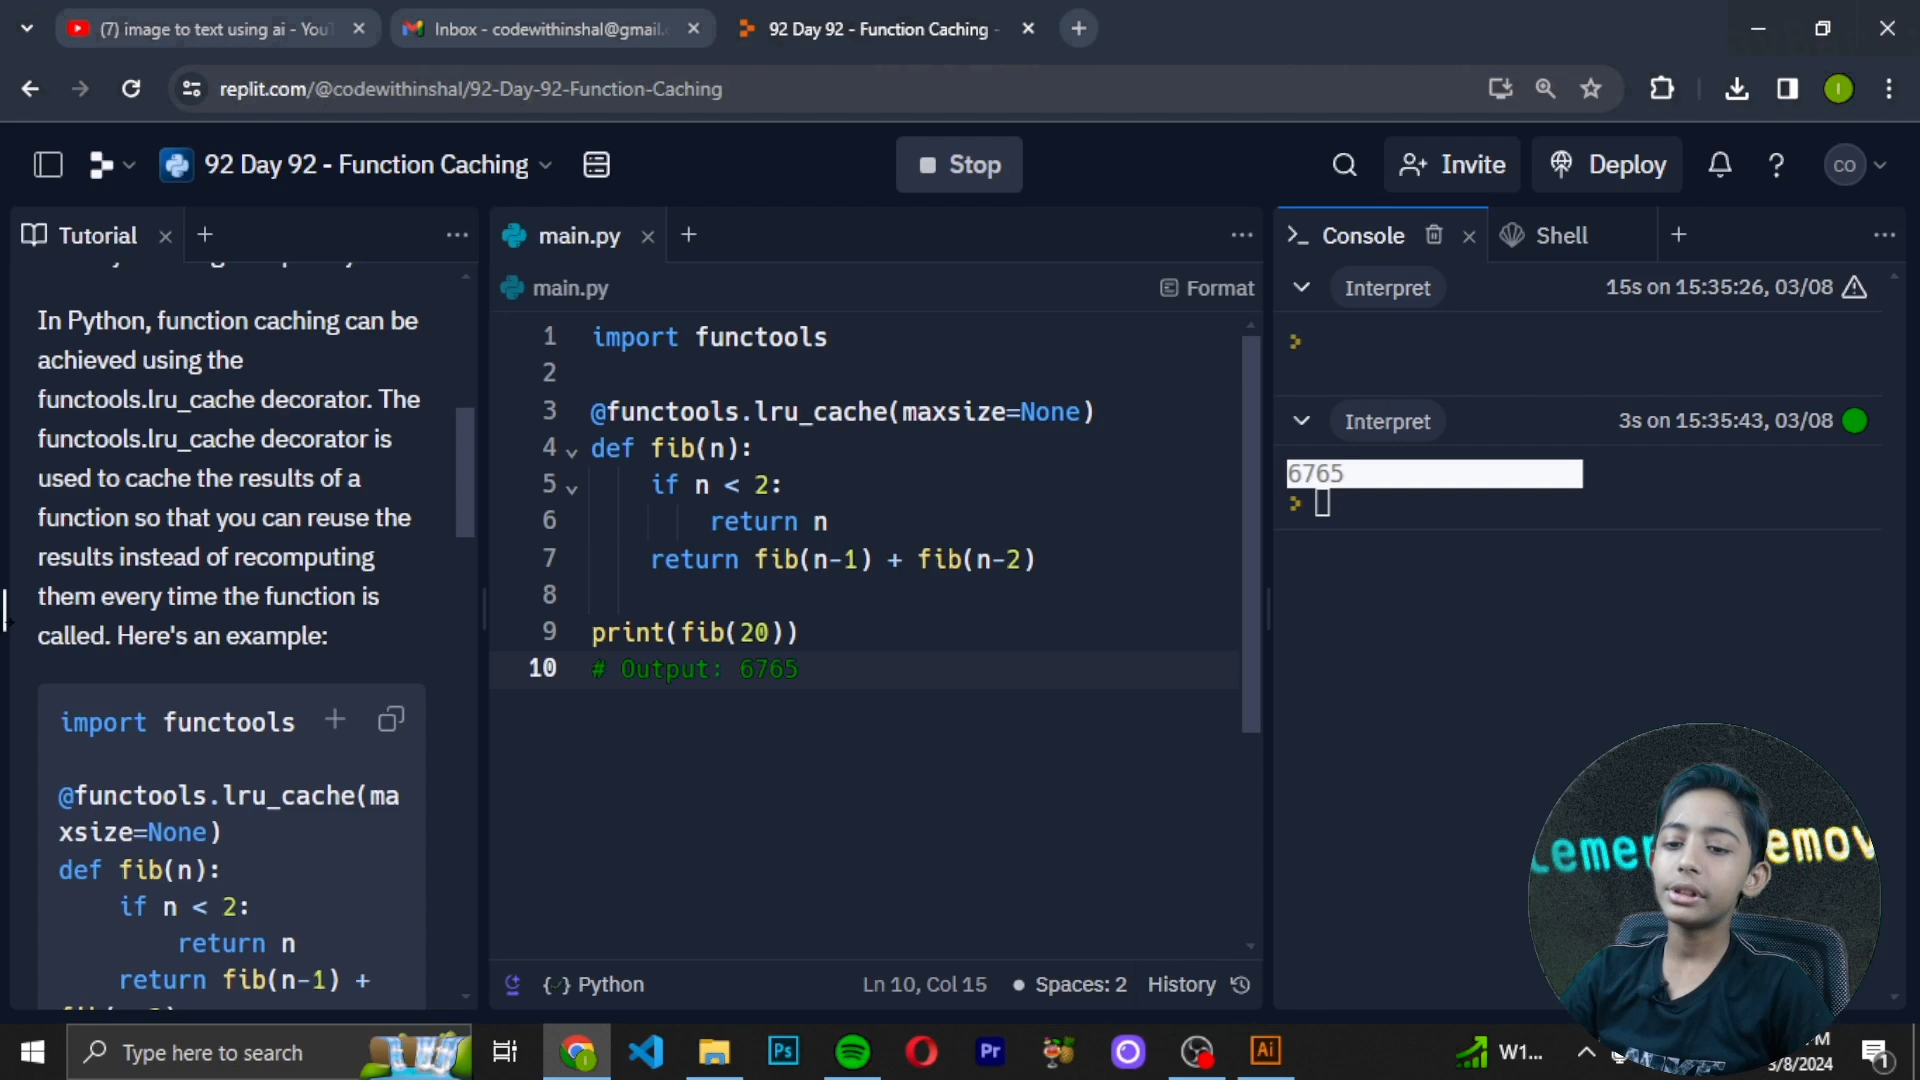 (7) image to text using ai - You
Inbox - codewithinshal@gmail.
92 Day 92 - Function Caching -
replit.com/@codewithinshal/92-Day-92-Function-Caching
I
92 Day 92 - Function Caching
Stop
Invite
Deploy
CO
Tutorial
In Python, function caching can be
achieved using the
functools.lru_cache decorator. The
functools.lru_cache decorator is
used to cache the results of a
function so that you can reuse the
results instead of recomputing
them every time the function is
called. Here's an example:
import functools
@functools.lru_cache(ma
xsize=None)
def fib(n):
if n < 2:
return n
return fib(n-1) +
main.py
main.py
Format
1 import functools
2
3 @functools.lru_cache(maxsize=None)
4 def fib(n):
5 if n < 2:
6 return n
7 return fib(n-1) + fib(n-2)
8
9 print(fib(20))
10 # Output: 6765
Python
Ln 10, Col 15
Spaces: 2
History
Console
Shell
Interpret
15s on 15:35:26, 03/08
Interpret
3s on 15:35:43, 03/08
6765
Type here to search
Ps
Pr
Ai
W1...
3/8/2024
1